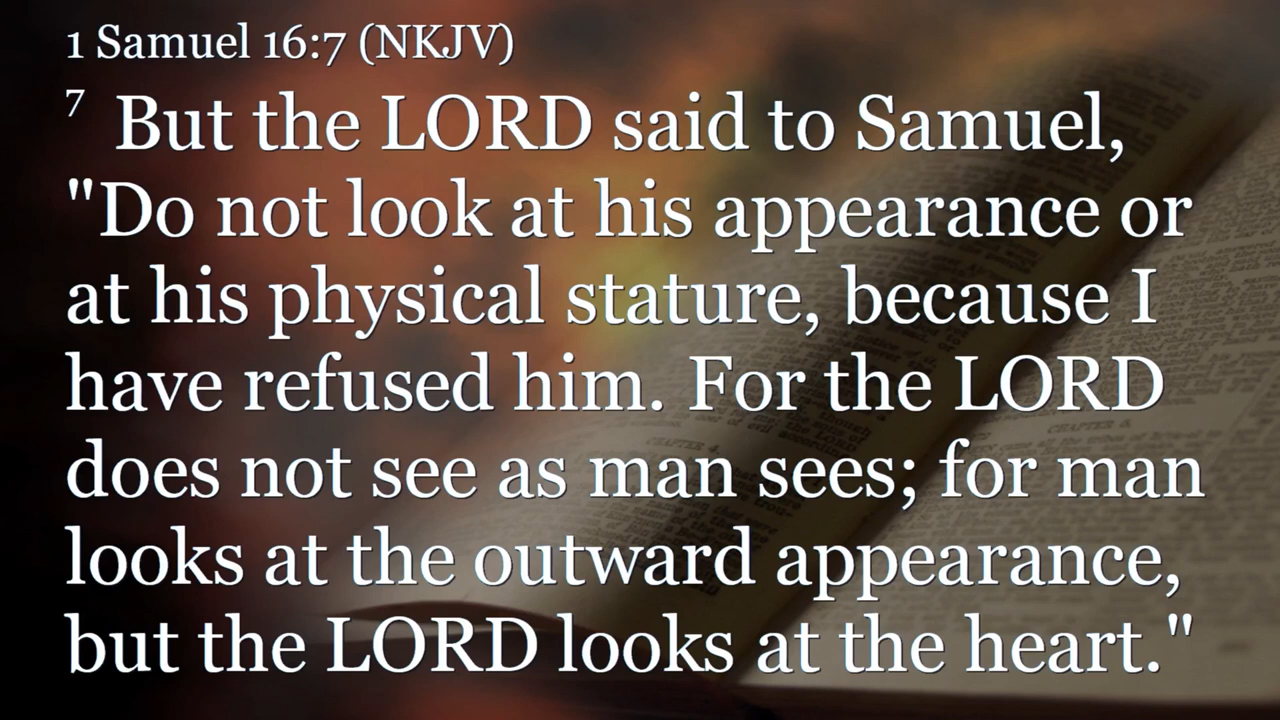 1 Samuel 16:7 (NKJV)
7 But the LORD said to Samuel,
"Do not look at his appearance or
at his physical stature, because I
have refused him. For the LORD
does not see as man sees; for man
looks at the outward appearance,
but the LORD looks at the heart."